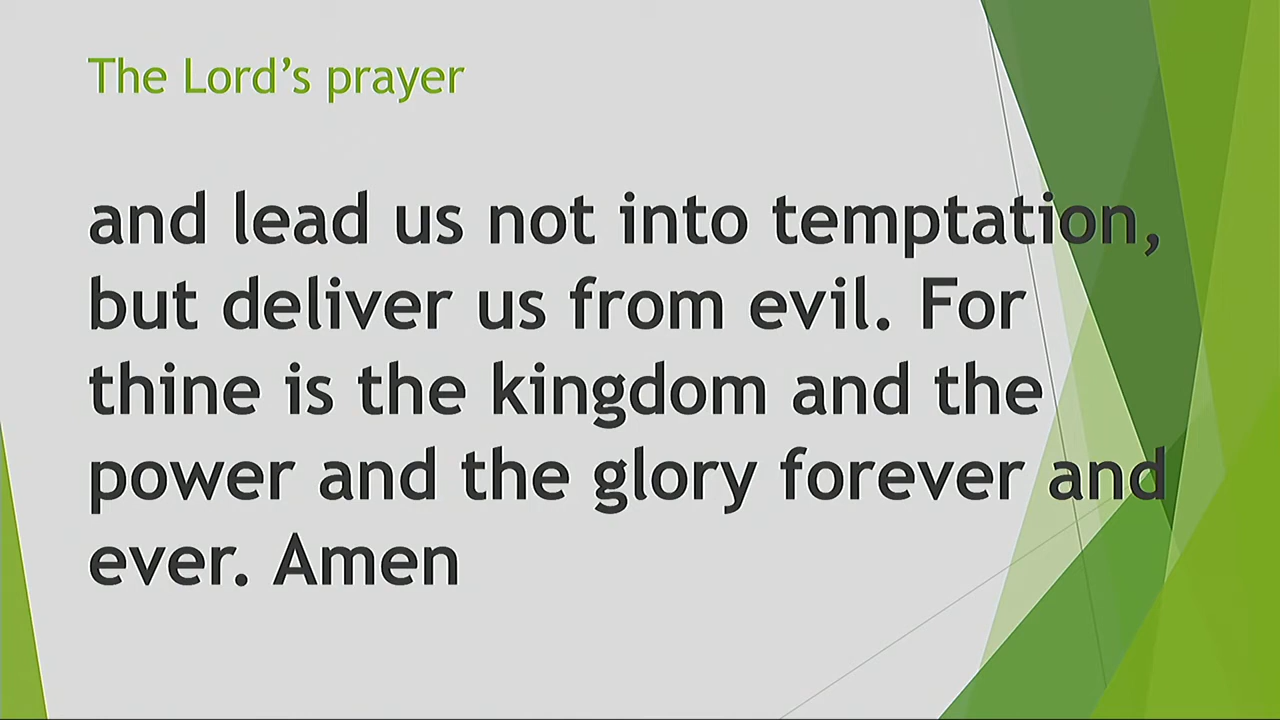 The Lord’s prayer
and lead us not into temptation,
but deliver us from evil. For
thine is the kingdom and the
power and the glory forever and
ever. Amen